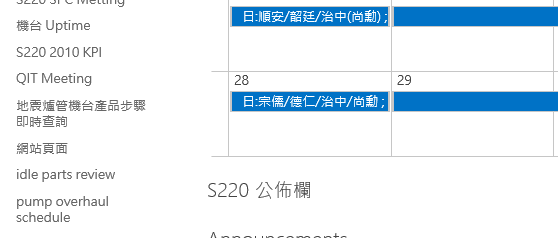 S220 SPC Meeting
機台 Uptime
S220 2010 KPI
QIT Meeting
地震爐管機台產品步驟
即時查詢
網站頁面
idle parts review
pump overhaul
schedule
日:順安/韶廷/治中(尚勳) ;
28
29
日:宗儒/德仁/治中/尚勳 ;
S220 公佈欄
Announcements